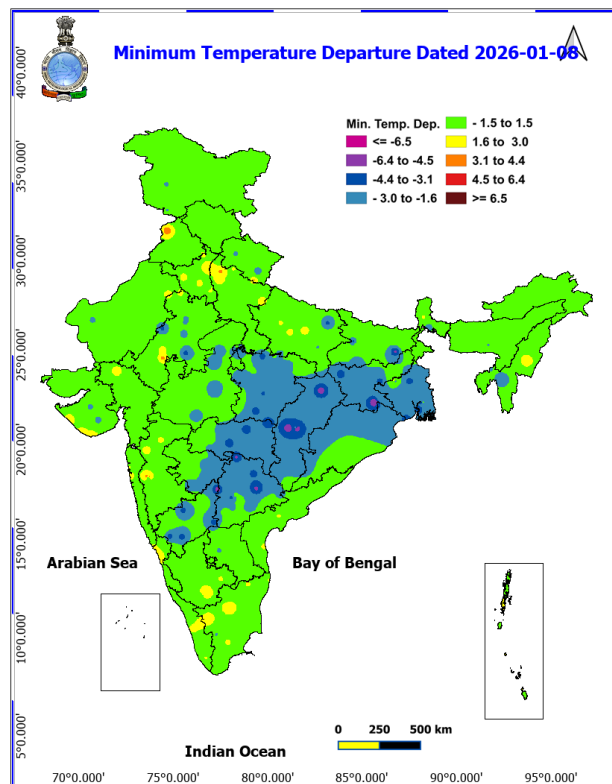 Minimum Temperature Departure Dated 2026-01-08
Min. Temp. Dep.
- 1.5 to 1.5
<= -6.5
1.6 to 3.0
-6.4 to -4.5
3.1 to 4.4
-4.4 to -3.1
4.5 to 6.4
- 3.0 to -1.6
>= 6.5
40°0.000'
35°0.000'
30°0.000'
25°0.000'
20°0.000'
15°0.000'
10°0.000'
5°0.000'
Arabian Sea
Bay of Bengal
Indian Ocean
0 250 500 km
70°0.000' 75°0.000' 80°0.000' 85°0.000' 90°0.000' 95°0.000'